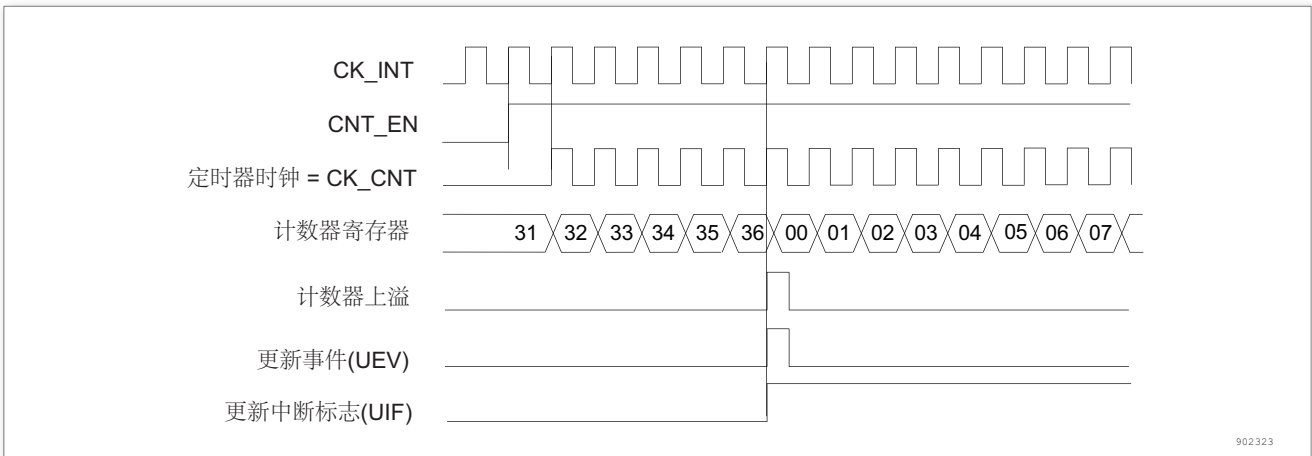 CK_INT
CNT_EN
定时器时钟 = CK_CNT
计数器寄存器 31 32 33 34 35 36 00 01 02 03 04 05 06 07
计数器上溢
更新事件(UEV)
更新中断标志(UIF)
902323